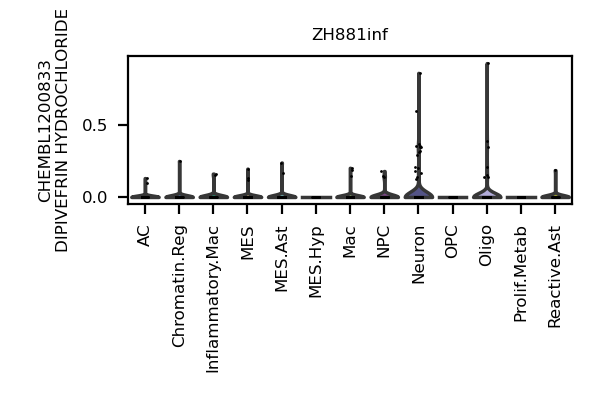 ZH881inf
CHEMBL1200833
DIPIVEFRIN HYDROCHLORIDE
0.5
0.0
AC
Chromatin.Reg
Inflammatory.Mac
MES
MES.Ast
MES.Hyp
Mac
NPC
Neuron
OPC
Oligo
Prolif.Metab
Reactive.Ast